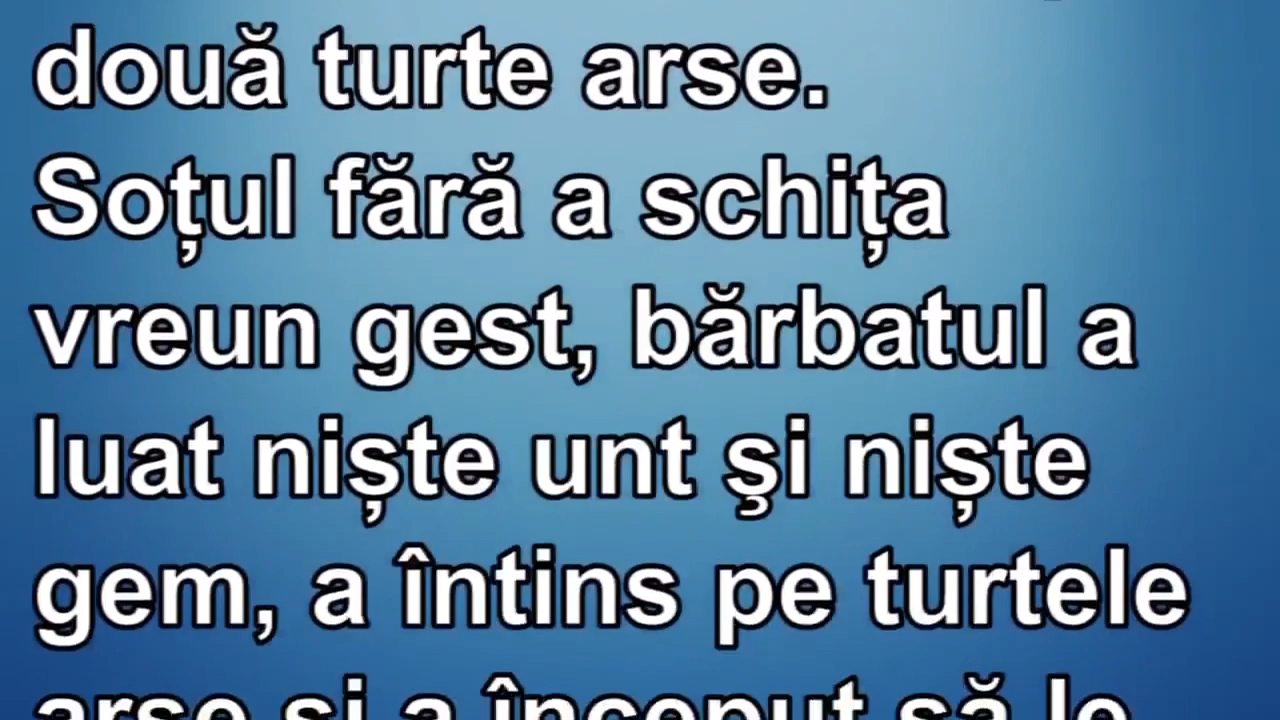 două turte arse.
Soțul fără a schița
vreun gest, bărbatul a
luat niște unt şi niște
gem, a întins pe turtele
arse și a început să le